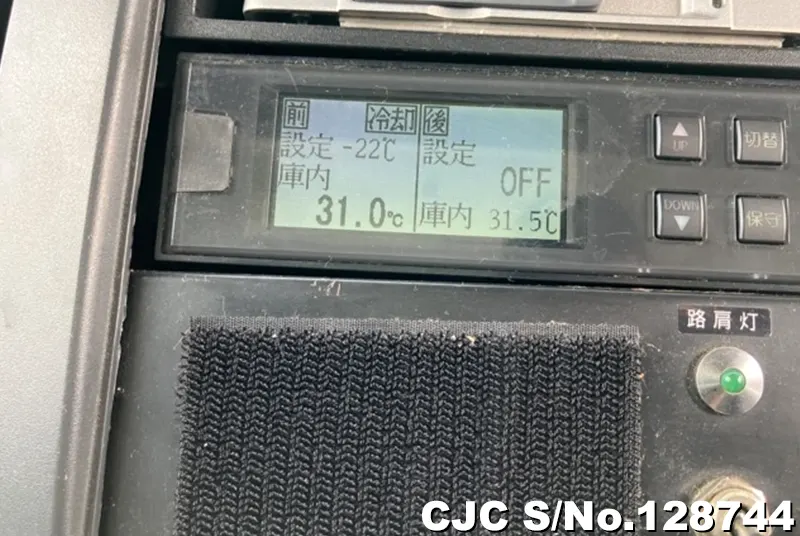 前 冷却 後
設定 -22℃ 設定
庫内 OFF
31.0℃ 庫内 31.5℃
▲
UP
切替
DOWN
▼
保守
路肩灯
CJC S/No.128744